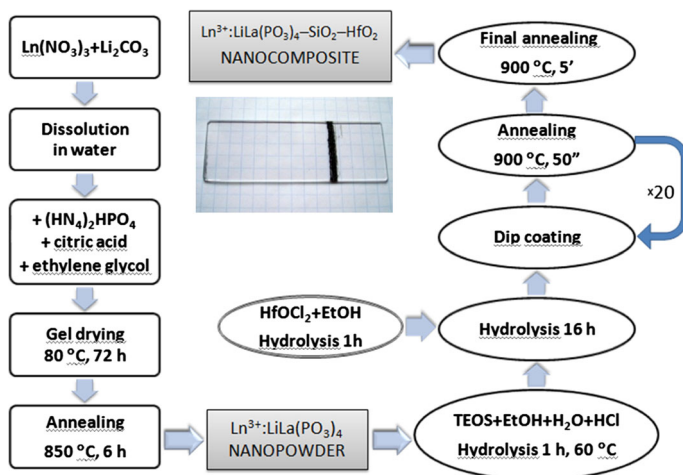 Ln(NO₃)₃+Li₂CO₃
Dissolution
in water
+ (HN₄)₂HPO₄
+ citric acid
+ ethylene glycol
Gel drying
80 °C, 72 h
Annealing
850 °C, 6 h
Ln³⁺:LiLa(PO₃)₄
NANOPOWDER
TEOS+EtOH+H₂O+HCl
Hydrolysis 1 h, 60 °C
HfOCl₂+EtOH
Hydrolysis 1h
Hydrolysis 16 h
Dip coating
Annealing
900 °C, 50”
x20
Final annealing
900 °C, 5’
Ln³⁺:LiLa(PO₃)₄–SiO₂–HfO₂
NANOCOMPOSITE